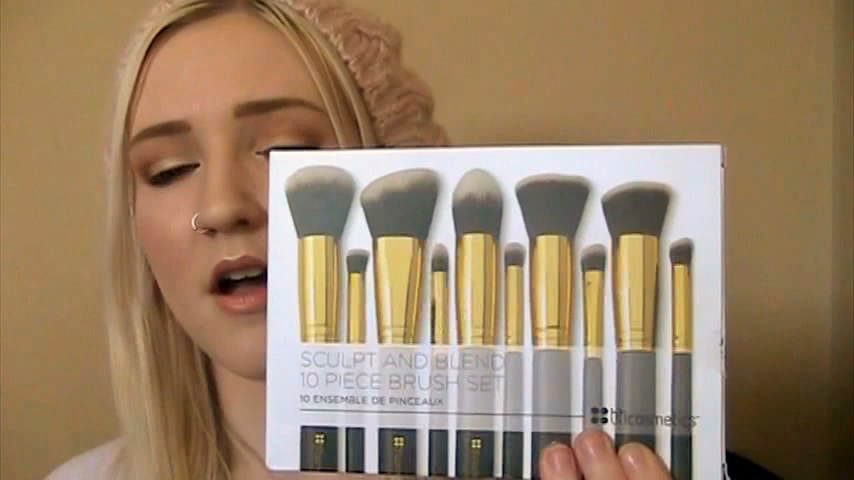 SCULPT AND BLEND
10 PIECE BRUSH SET
10 ENSEMBLE DE PINCEAUX
bhcosmetics